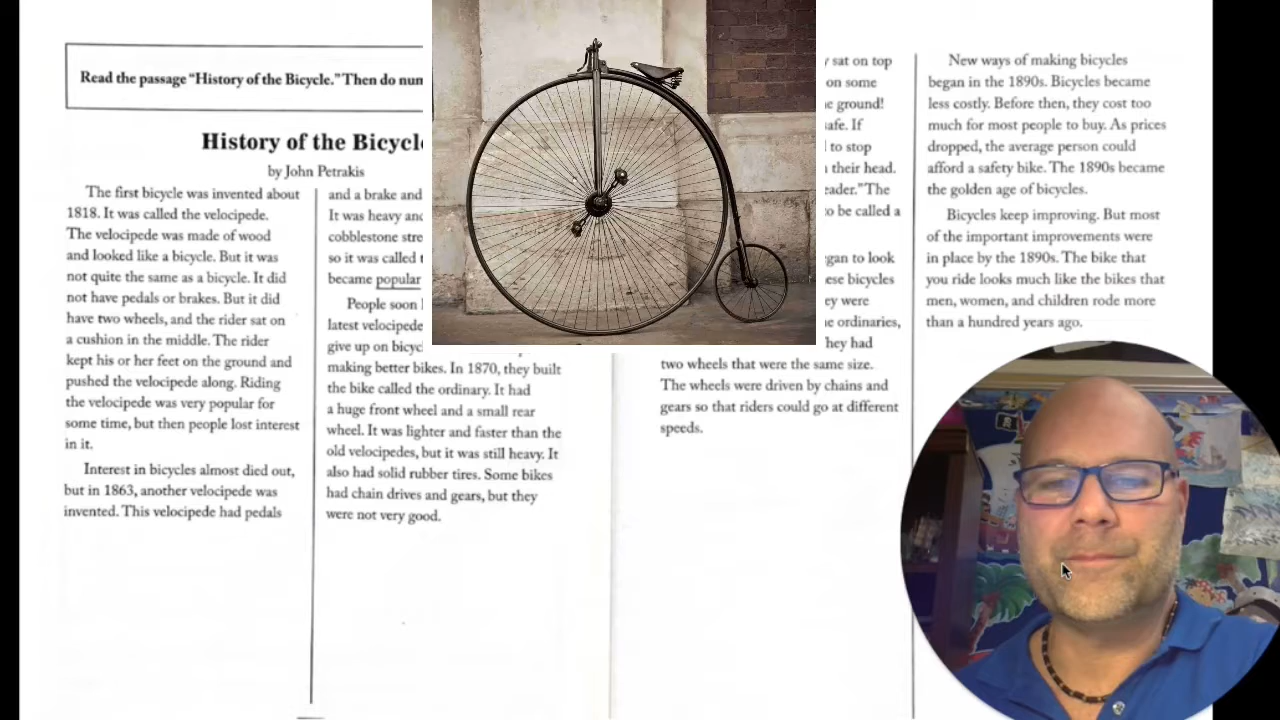 Read the passage “History of the Bicycle.” Then do
History of the
by John Petrakis
The first bicycle was invented about
1818. It was called the velocipede.
The velocipede was made of wood
and looked like a bicycle. But it was
not quite the same as a bicycle. It did
not have pedals or brakes. But it did
have two wheels, and the rider sat on
a cushion in the middle. The rider
kept his or her feet on the ground and
pushed the velocipede along. Riding
the velocipede was very popular for
some time, but then people lost interest
in it.
Interest in bicycles almost died out,
but in 1863, another velocipede was
invented. This velocipede had pedals
and a brake and
It was heavy and
cobblestone
so it was called
became popular
People soon
latest velocipede
give up on
making better bikes. In 1870, they built
the bike called the ordinary. It had
a huge front wheel and a small rear
wheel. It was lighter and faster than the
old velocipedes, but it was still heavy. It
also had solid rubber tires. Some bikes
had chain drives and gears, but they
were not very good.
sat on top
on some
ground!
If
to stop
their head.
The
to be called a
to look
bicycles
were
ordinaries,
had
two wheels that were the same size.
The wheels were driven by chains and
gears so that riders could go at different
speeds.
New ways of making bicycles
began in the 1890s. Bicycles became
less costly. Before then, they cost too
much for most people to buy. As prices
dropped, the average person could
afford a safety bike. The 1890s became
the golden age of bicycles.
Bicycles keep improving. But most
of the important improvements were
in place by the 1890s. The bike that
you ride looks much like the bikes that
men, women, and children rode more
than a hundred years ago.